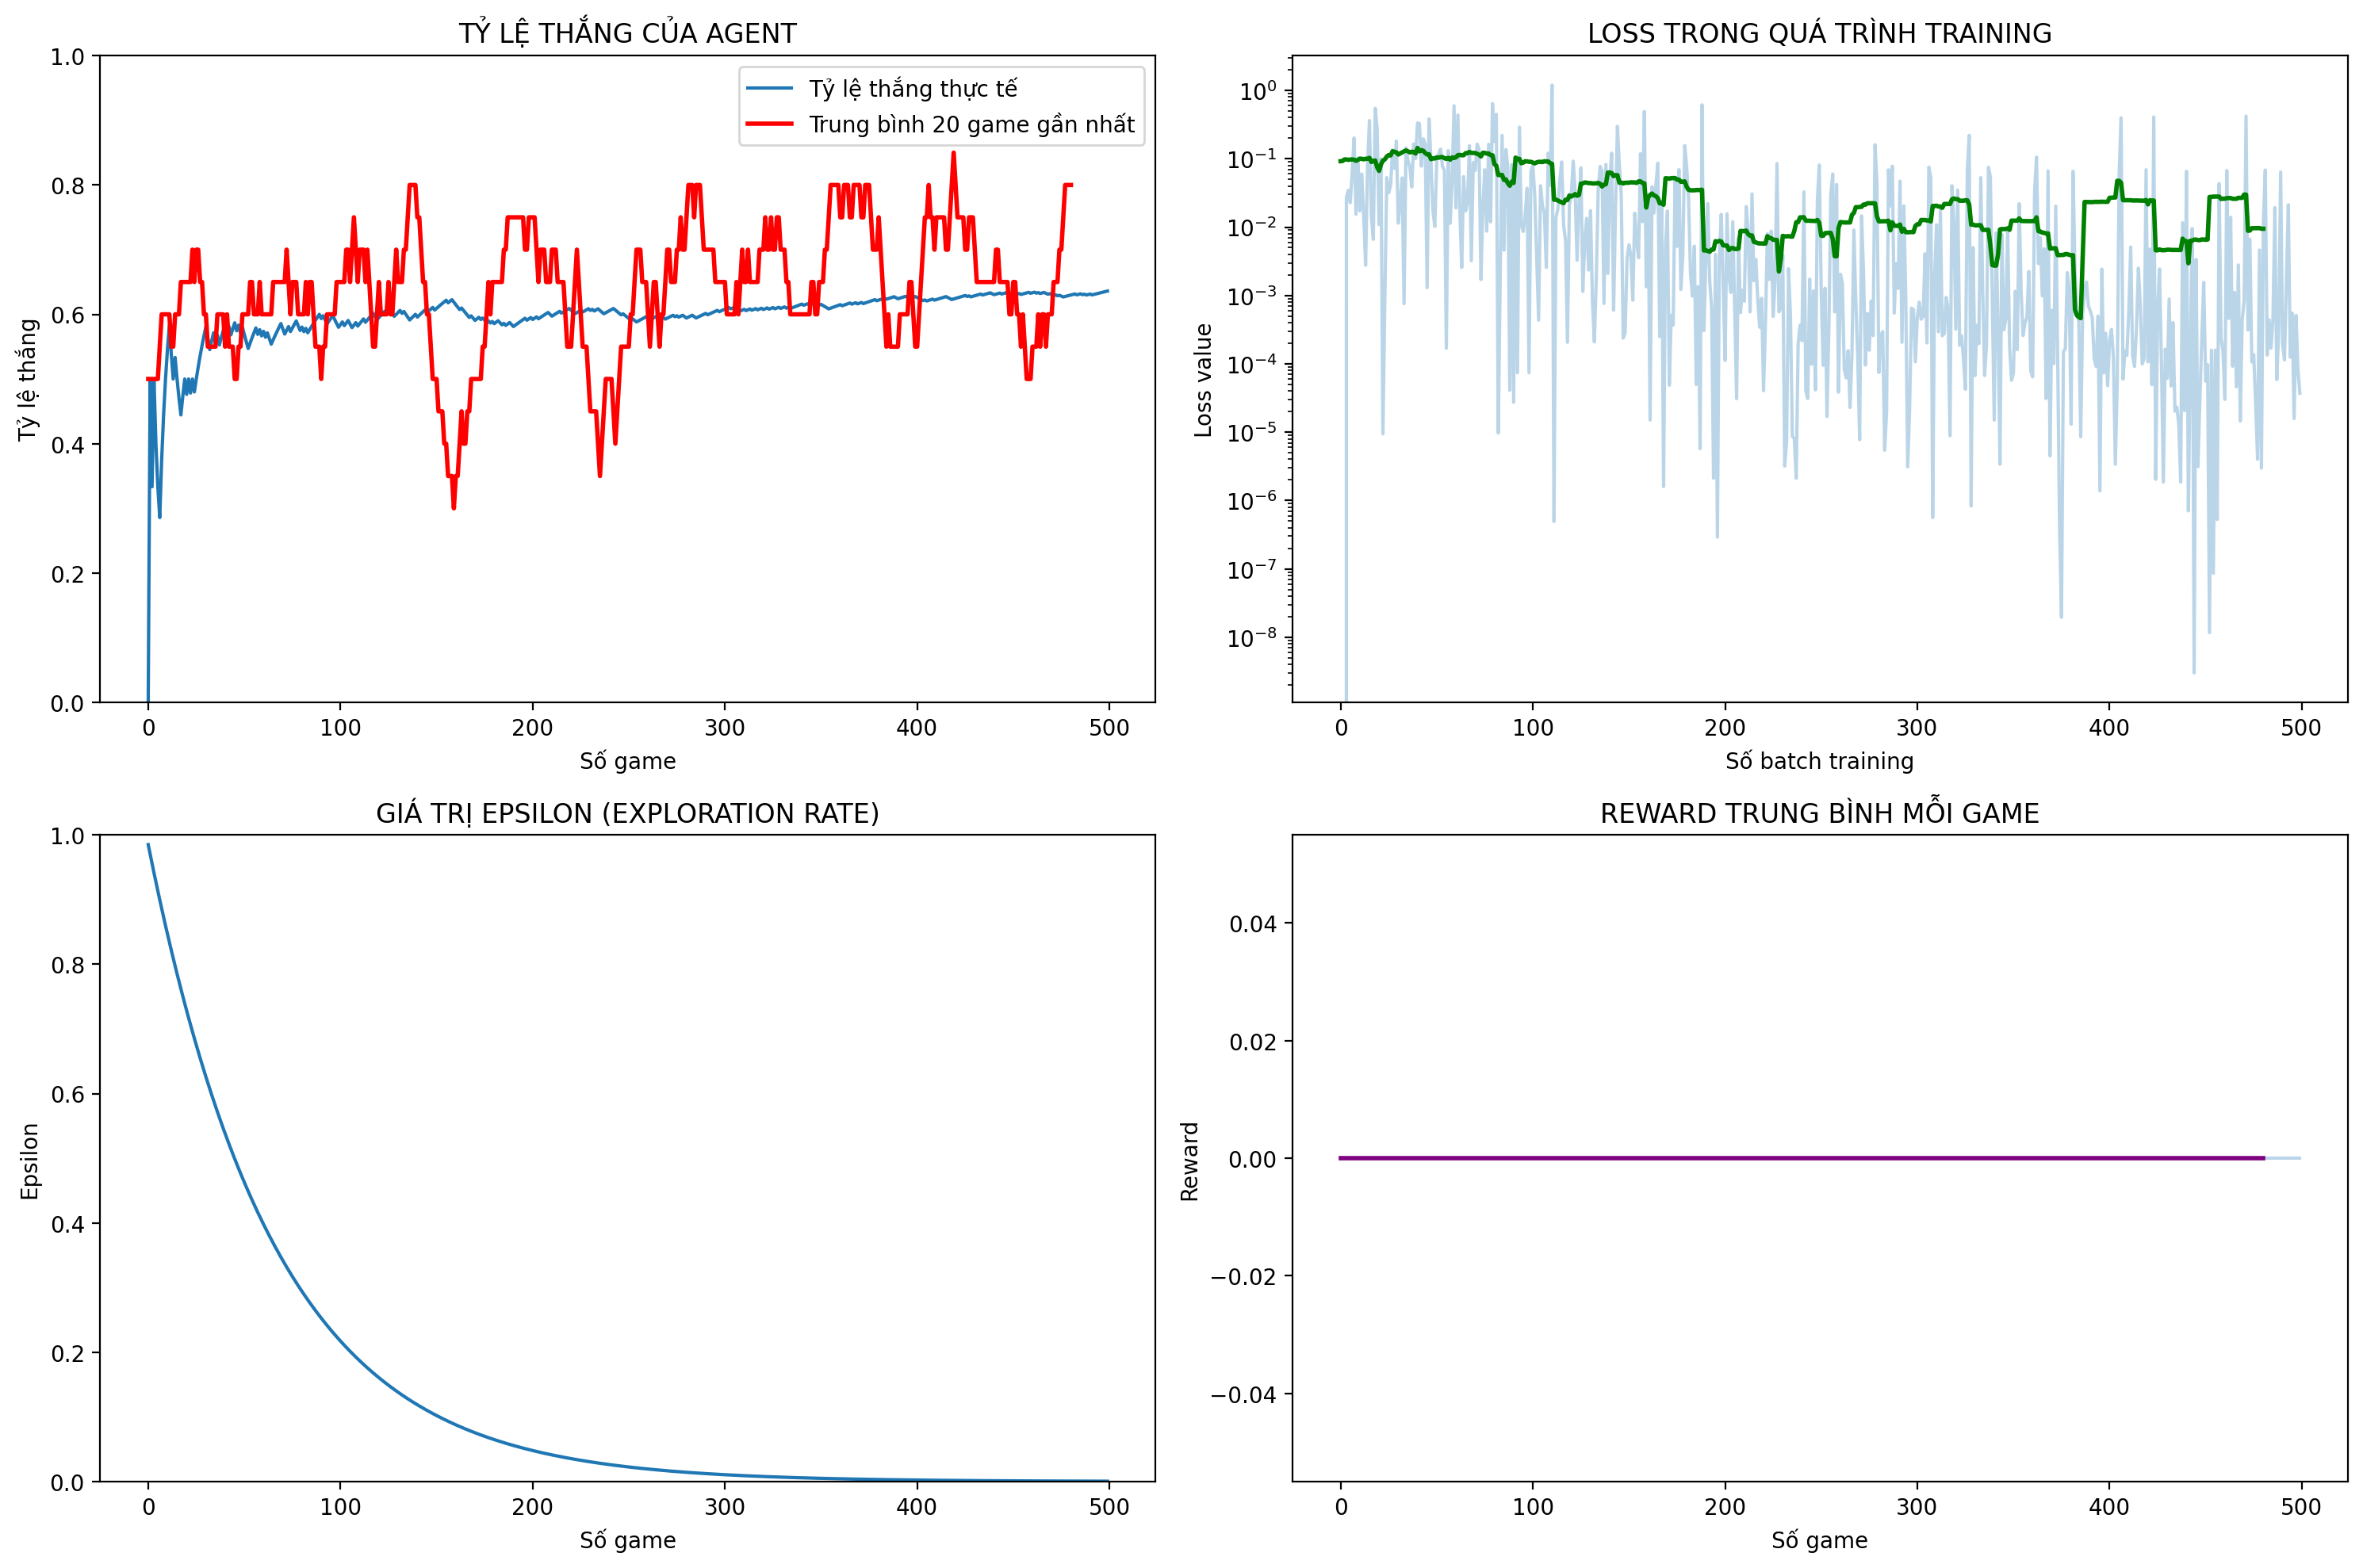 TỶ LỆ THẮNG CỦA AGENT
1.0
0.8
0.6
0.4
0.2
0.0
Tỷ lệ thắng
Tỷ lệ thắng thực tế
Trung bình 20 game gần nhất
0 100 200 300 400 500
Số game
LOSS TRONG QUÁ TRÌNH TRAINING
10⁰
10⁻¹
10⁻²
10⁻³
10⁻⁴
10⁻⁵
10⁻⁶
10⁻⁷
10⁻⁸
Loss value
0 100 200 300 400 500
Số batch training
GIÁ TRỊ EPSILON (EXPLORATION RATE)
1.0
0.8
0.6
0.4
0.2
0.0
Epsilon
0 100 200 300 400 500
Số game
REWARD TRUNG BÌNH MỖI GAME
0.04
0.02
0.00
−0.02
−0.04
Reward
0 100 200 300 400 500
Số game